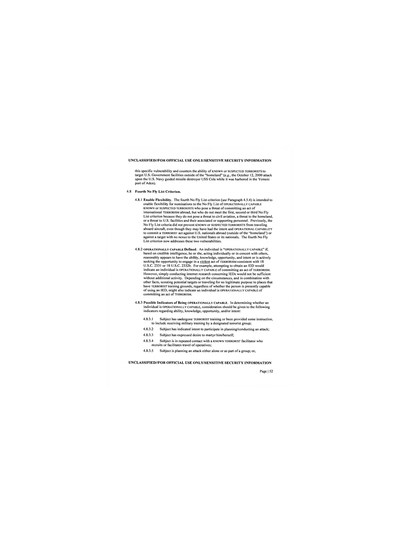 UNCLASSIFIED//FOR OFFICIAL USE ONLY/SENSITIVE SECURITY INFORMATION
this specific vulnerability and counters the ability of KNOWN or SUSPECTED TERRORISTS to
target U.S. Government facilities outside of the "homeland" (e.g., the October 12, 2000 attack
upon the U.S. Navy guided-missile destroyer USS Cole while it was harbored in the Yemen
port of Aden).
4.8 Fourth No Fly List Criterion.
4.8.1 Enable Flexibility. The fourth No Fly List criterion (see Paragraph 4.5.4) is intended to
enable flexibility for nominations to the No Fly List of OPERATIONALLY CAPABLE
KNOWN or SUSPECTED TERRORISTS who pose a threat of committing an act of
international TERRORISM abroad, but who do not meet the first, second or third No Fly
List criterion because they do not pose a threat to civil aviation, a threat to the homeland,
or a threat to U.S. facilities and their associated or supporting personnel. Previously, the
No Fly List criteria did not prevent KNOWN or SUSPECTED TERRORISTS from boarding
aboard aircraft, even though they may have had the intent and OPERATIONAL CAPABILITY
to commit a TERRORIST act against U.S. nationals abroad (outside of the "homeland") or
against a target with no nexus to the United States or its nationals. The fourth No Fly
List criterion now addresses those two vulnerabilities.
4.8.2 OPERATIONALLY CAPABLE Defined. An individual is "OPERATIONALLY CAPABLE" if,
based on credible intelligence, he or she, acting individually or in concert with others,
reasonably appears to have the ability, knowledge, opportunity, and intent or is actively
seeking the opportunity to engage in a violent act of TERRORISM consistent with 18
U.S.C. 2331 or 18 U.S.C. 2332b. For example, attempting to obtain an IED would
indicate an individual is OPERATIONALLY CAPABLE of committing an act of TERRORISM.
However, simply conducting internet research concerning IEDs would not be sufficient
without additional activity. Depending on the circumstances, and in combination with
other facts, scouting potential targets or traveling for no legitimate purpose to places that
have TERRORIST training grounds, regardless of whether the person is presently capable
of using an IED, might also indicate an individual is OPERATIONALLY CAPABLE of
committing an act of TERRORISM.
4.8.3 Possible Indicators of Being OPERATIONALLY CAPABLE. In determining whether an
individual is OPERATIONALLY CAPABLE, consideration should be given to the following
indicators regarding ability, knowledge, opportunity, and/or intent:
4.8.3.1 Subject has undergone TERRORIST training or been provided some instruction,
to include receiving military training by a designated terrorist group;
4.8.3.2 Subject has indicated intent to participate in planning/conducting an attack;
4.8.3.3 Subject has expressed desire to martyr him/herself;
4.8.3.4 Subject is in repeated contact with a KNOWN TERRORIST facilitator who
recruits or facilitates travel of operatives;
4.8.3.5 Subject is planning an attack either alone or as part of a group; or,
UNCLASSIFIED//FOR OFFICIAL USE ONLY/SENSITIVE SECURITY INFORMATION
Page | 52